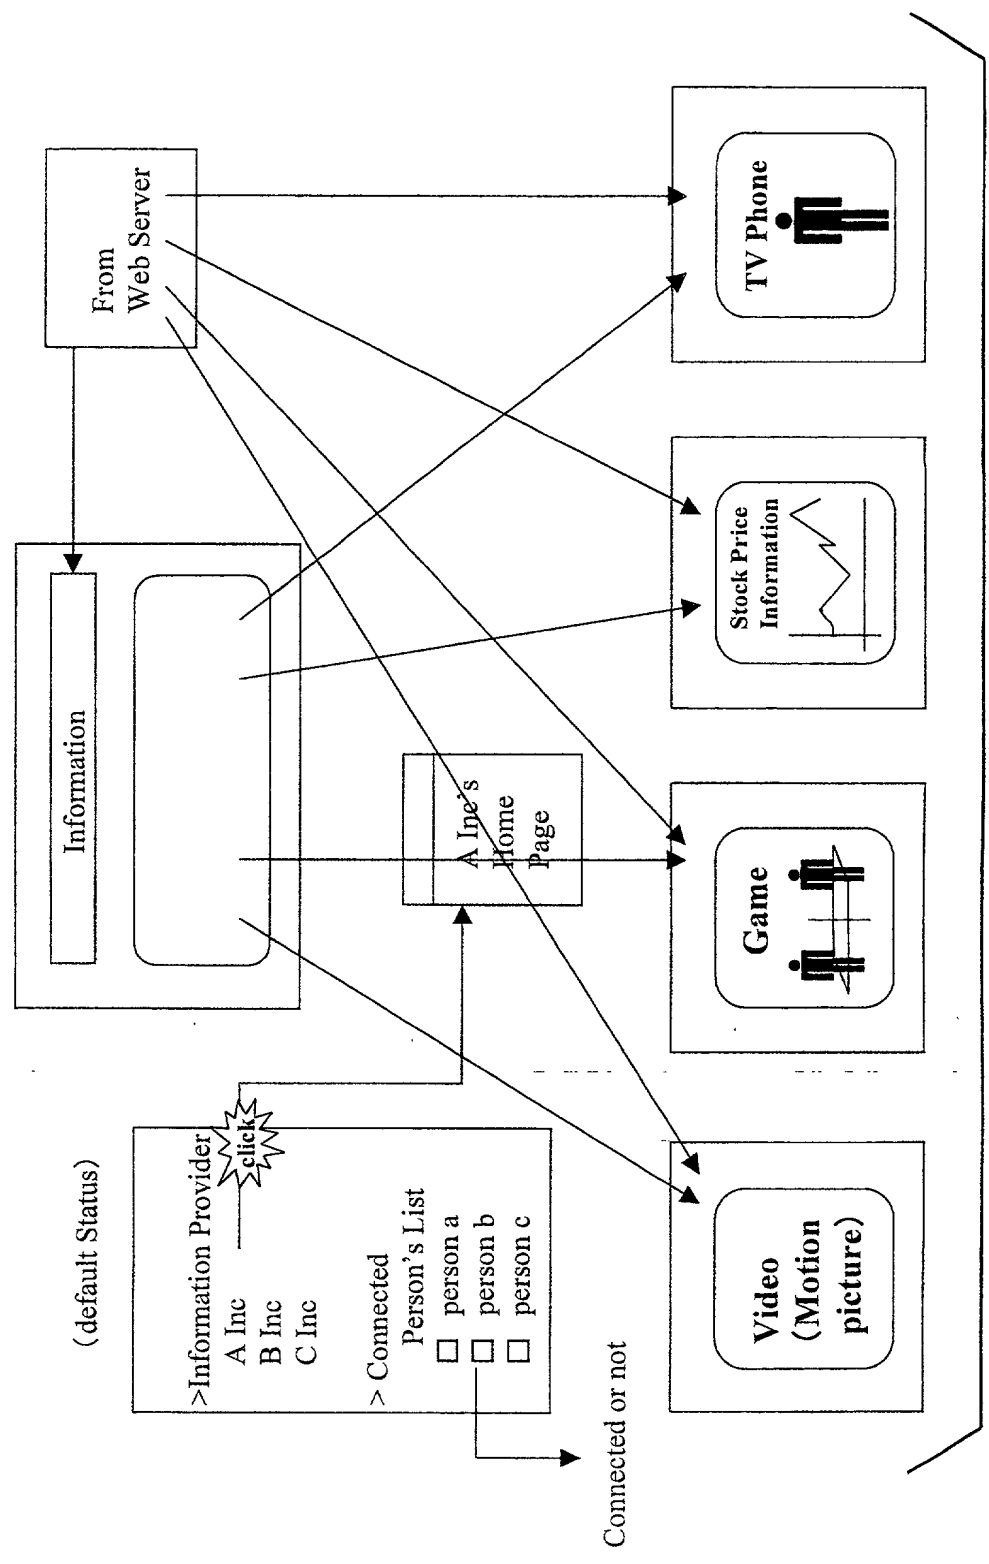 (default Status)
>Information Provider
A Inc
B Inc
C Inc
click
> Connected
Person's List
person a
person b
person c
Connected or not
Information
From
Web Server
A Inc's
Home
Page
Video
(Motion
picture)
Game
Stock Price
Information
TV Phone